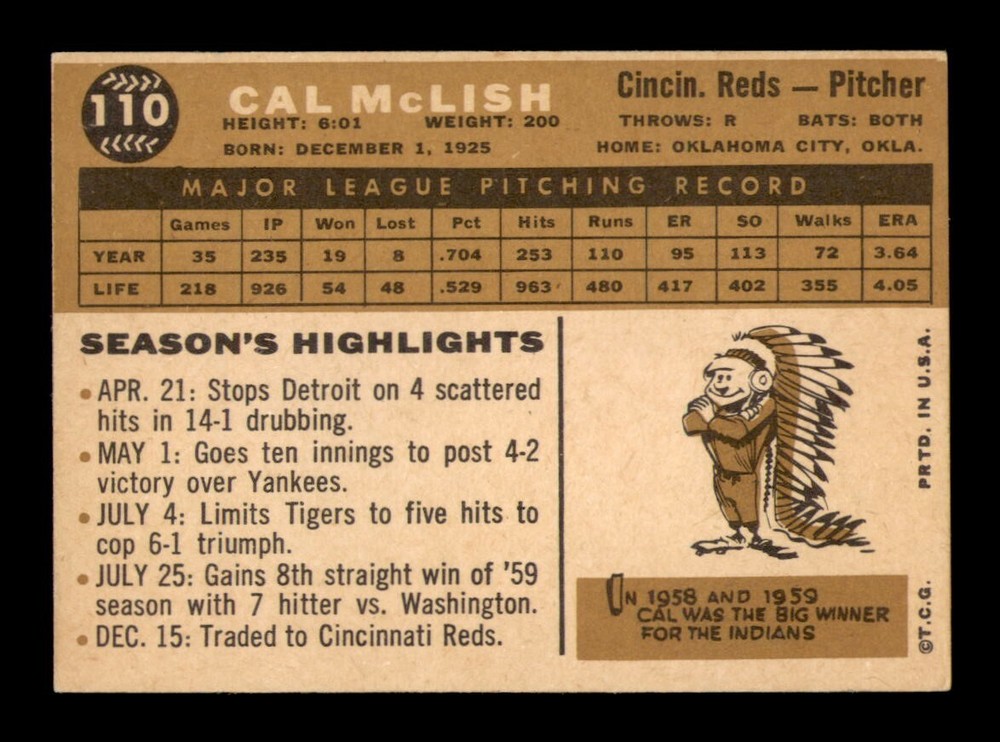 110
CAL McLISH
Cincin. Reds — Pitcher
HEIGHT: 6:01 WEIGHT: 200 THROWS: R BATS: BOTH
BORN: DECEMBER 1, 1925 HOME: OKLAHOMA CITY, OKLA.
MAJOR LEAGUE PITCHING RECORD
Games IP Won Lost Pct Hits Runs ER SO Walks ERA
YEAR 35 235 19 8 .704 253 110 95 113 72 3.64
LIFE 218 926 54 48 .529 963 480 417 402 355 4.05
SEASON'S HIGHLIGHTS
• APR. 21: Stops Detroit on 4 scattered
hits in 14-1 drubbing.
• MAY 1: Goes ten innings to post 4-2
victory over Yankees.
• JULY 4: Limits Tigers to five hits to
cop 6-1 triumph.
• JULY 25: Gains 8th straight win of '59
season with 7 hitter vs. Washington.
• DEC. 15: Traded to Cincinnati Reds.
IN 1958 AND 1959
CAL WAS THE BIG WINNER
FOR THE INDIANS
©T.C.G. PRTD. IN U.S.A.